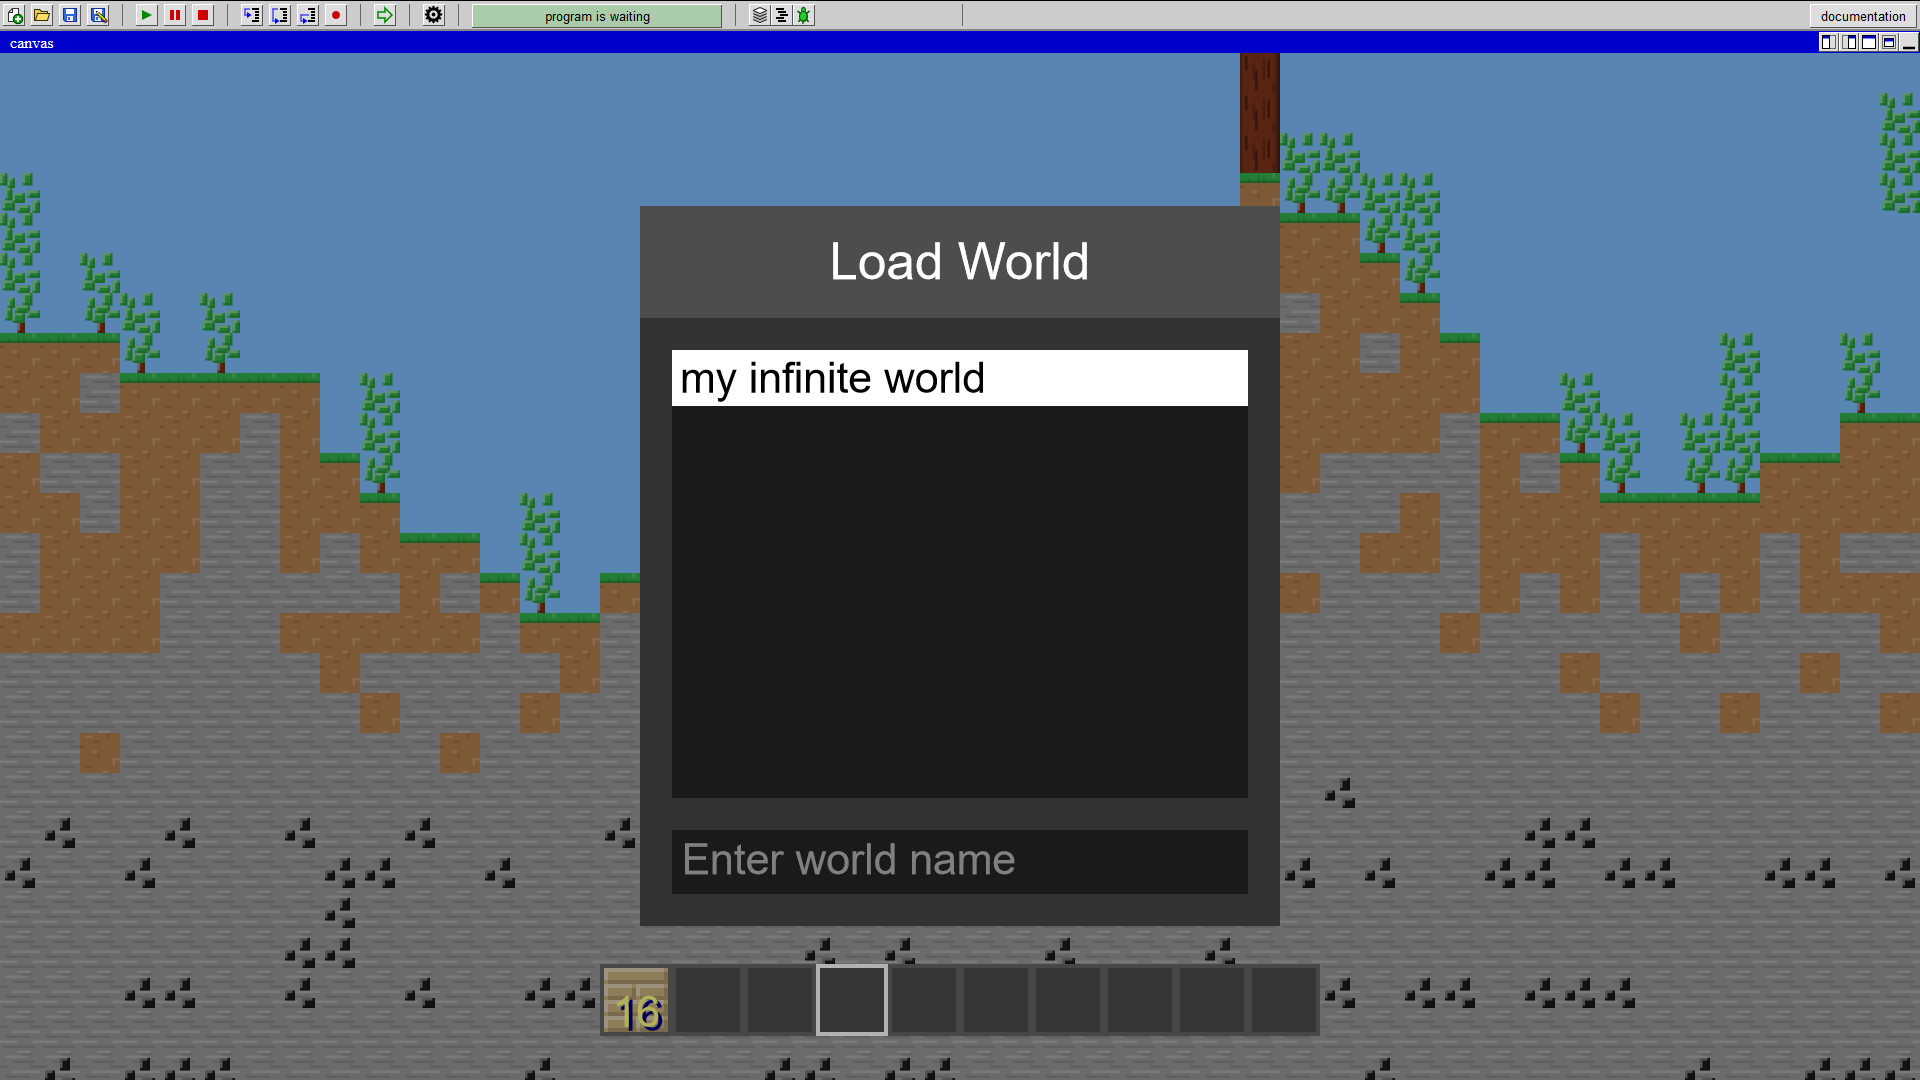 program is waiting
documentation
canvas
Load World
my infinite world
Enter world name
16